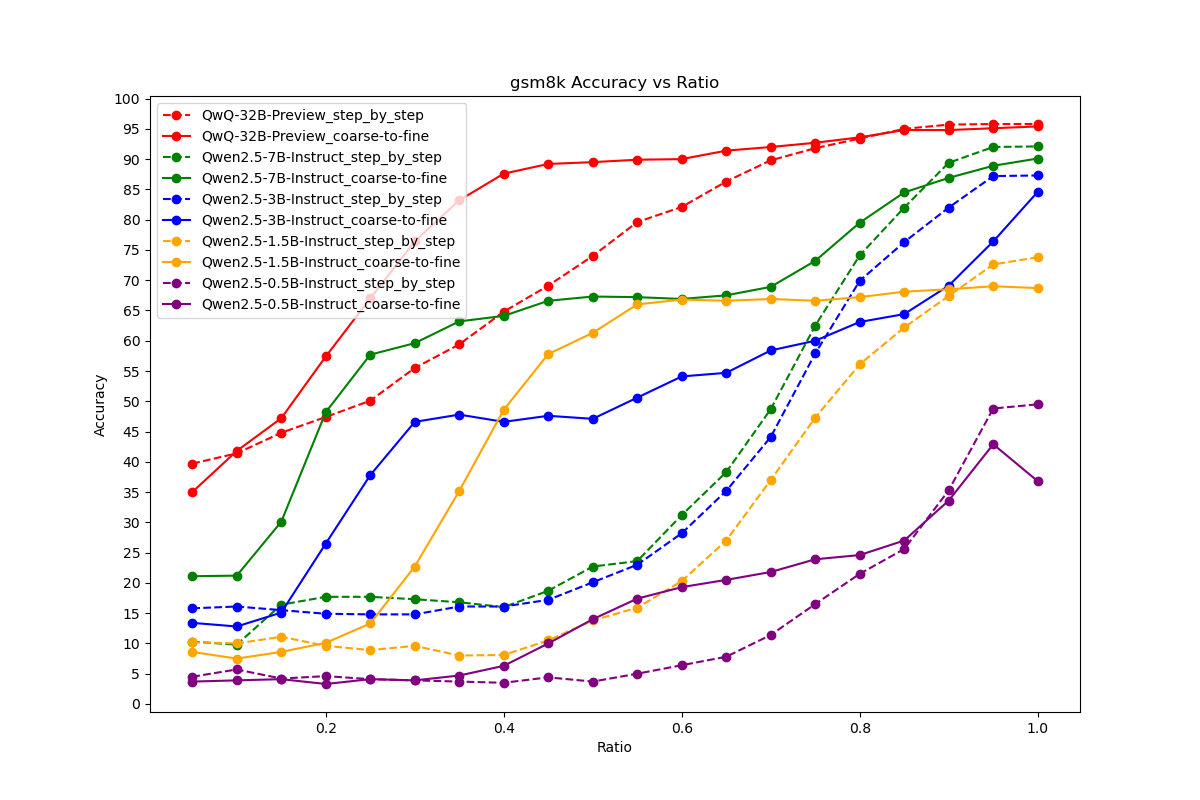 gsm8k Accuracy vs Ratio
QwQ-32B-Preview_step_by_step
QwQ-32B-Preview_coarse-to-fine
Qwen2.5-7B-Instruct_step_by_step
Qwen2.5-7B-Instruct_coarse-to-fine
Qwen2.5-3B-Instruct_step_by_step
Qwen2.5-3B-Instruct_coarse-to-fine
Qwen2.5-1.5B-Instruct_step_by_step
Qwen2.5-1.5B-Instruct_coarse-to-fine
Qwen2.5-0.5B-Instruct_step_by_step
Qwen2.5-0.5B-Instruct_coarse-to-fine
100
95
90
85
80
75
70
65
60
55
50
45
40
35
30
25
20
15
10
5
0
Accuracy
0.2 0.4 0.6 0.8 1.0
Ratio